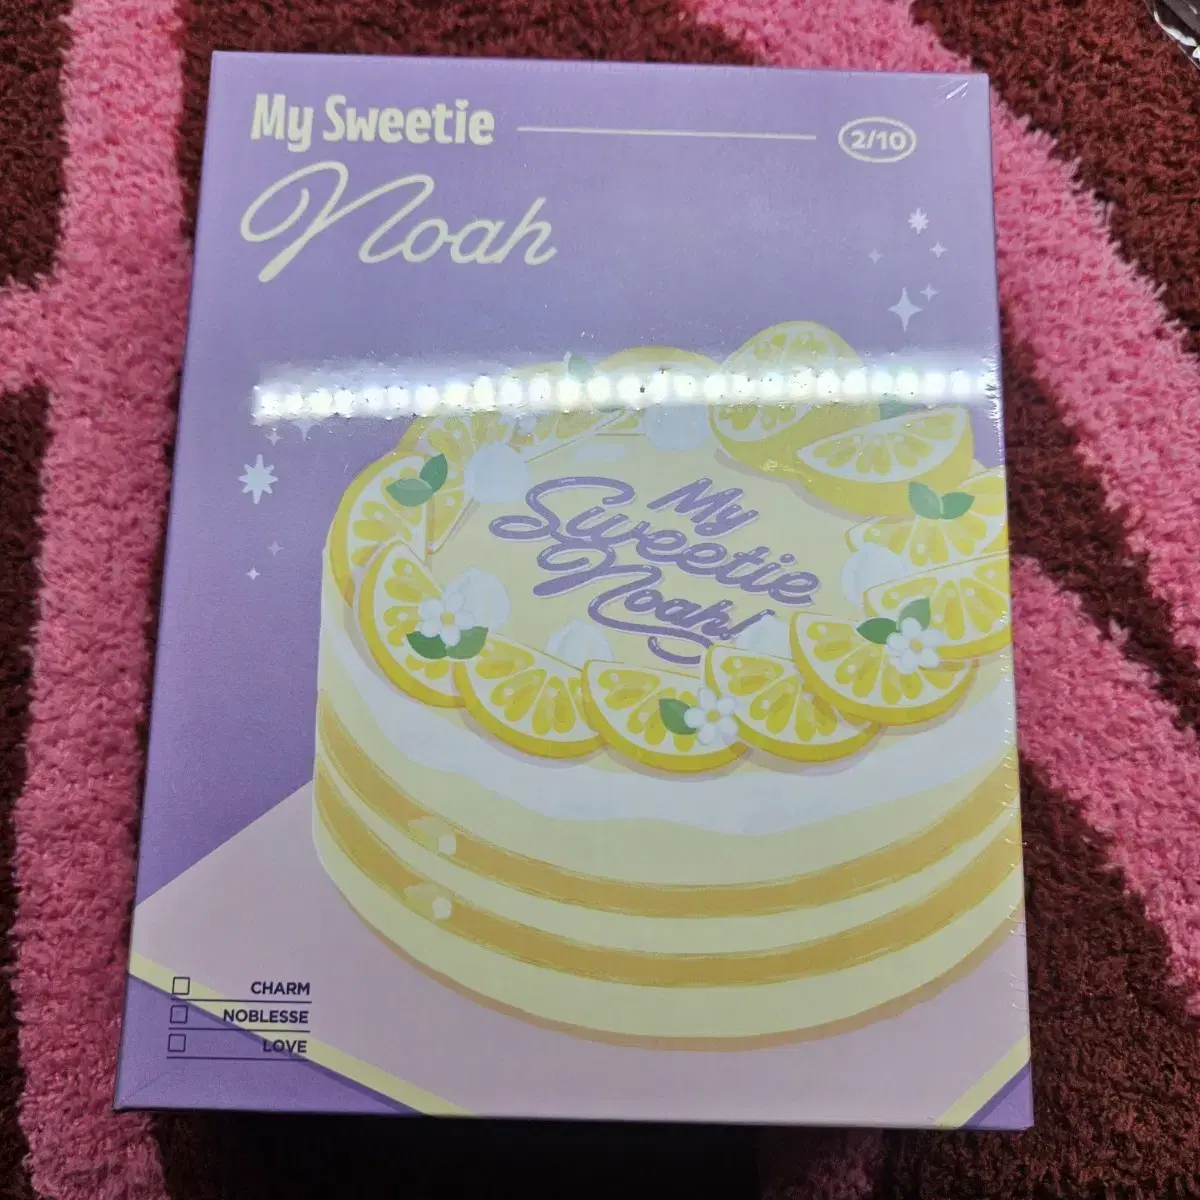 My Sweetie
2/10
Noah
My
Sweetie
Noah!
CHARM
NOBLESSE
LOVE